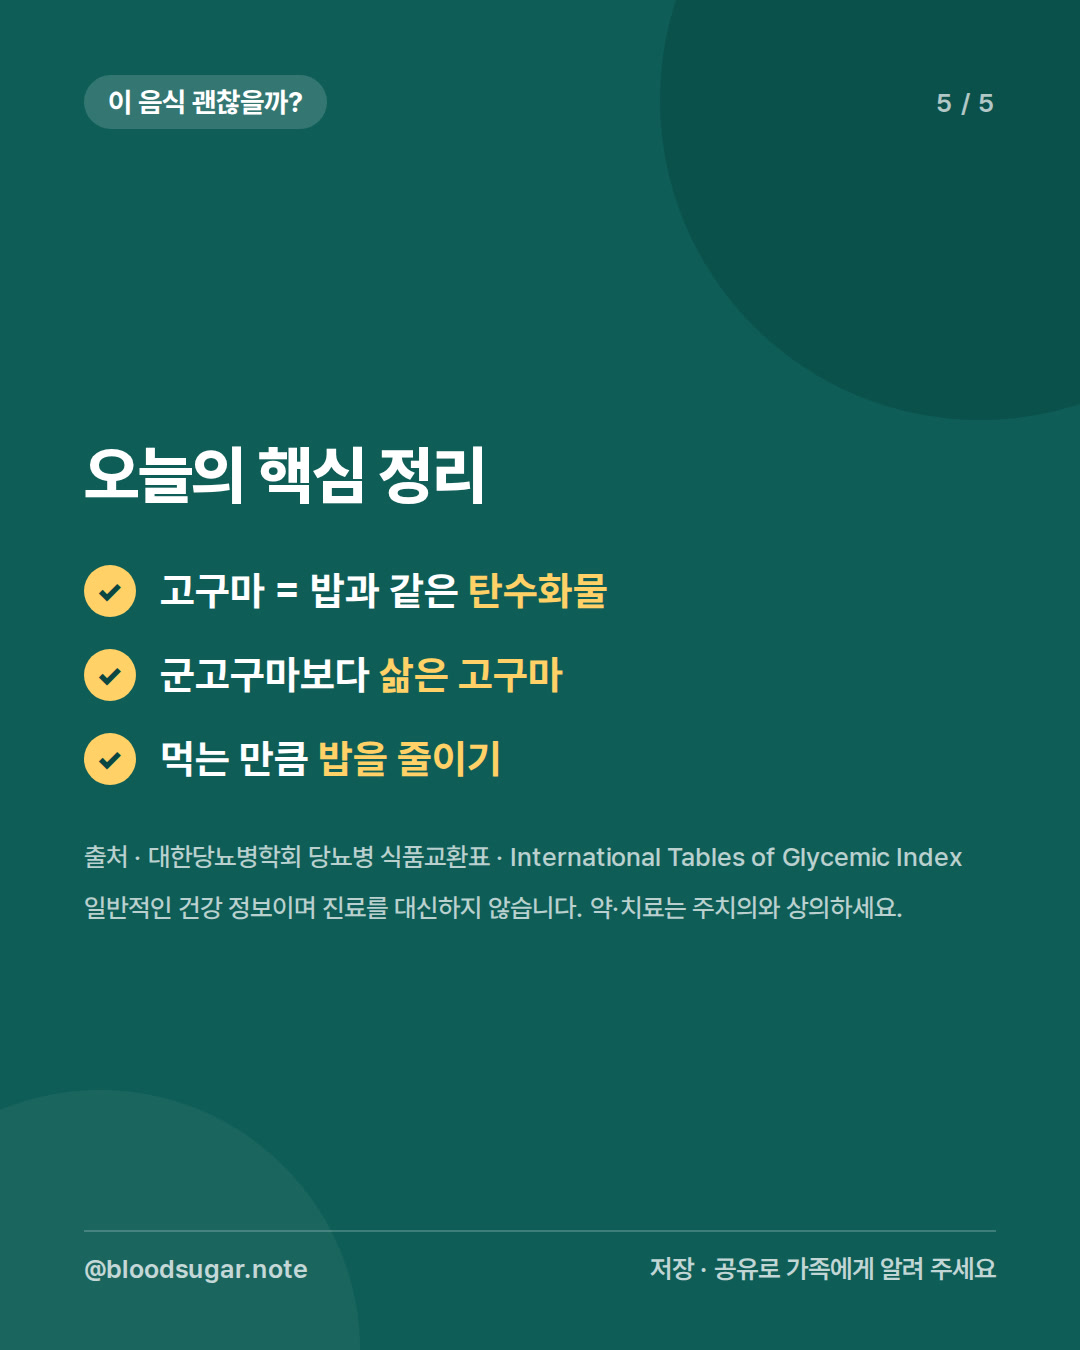 이 음식 괜찮을까?
5 / 5
오늘의 핵심 정리
고구마 = 밥과 같은 탄수화물
군고구마보다 삶은 고구마
먹는 만큼 밥을 줄이기
출처 · 대한당뇨병학회 당뇨병 식품교환표 · International Tables of Glycemic Index
일반적인 건강 정보이며 진료를 대신하지 않습니다. 약·치료는 주치의와 상의하세요.
@bloodsugar.note
저장 · 공유로 가족에게 알려 주세요